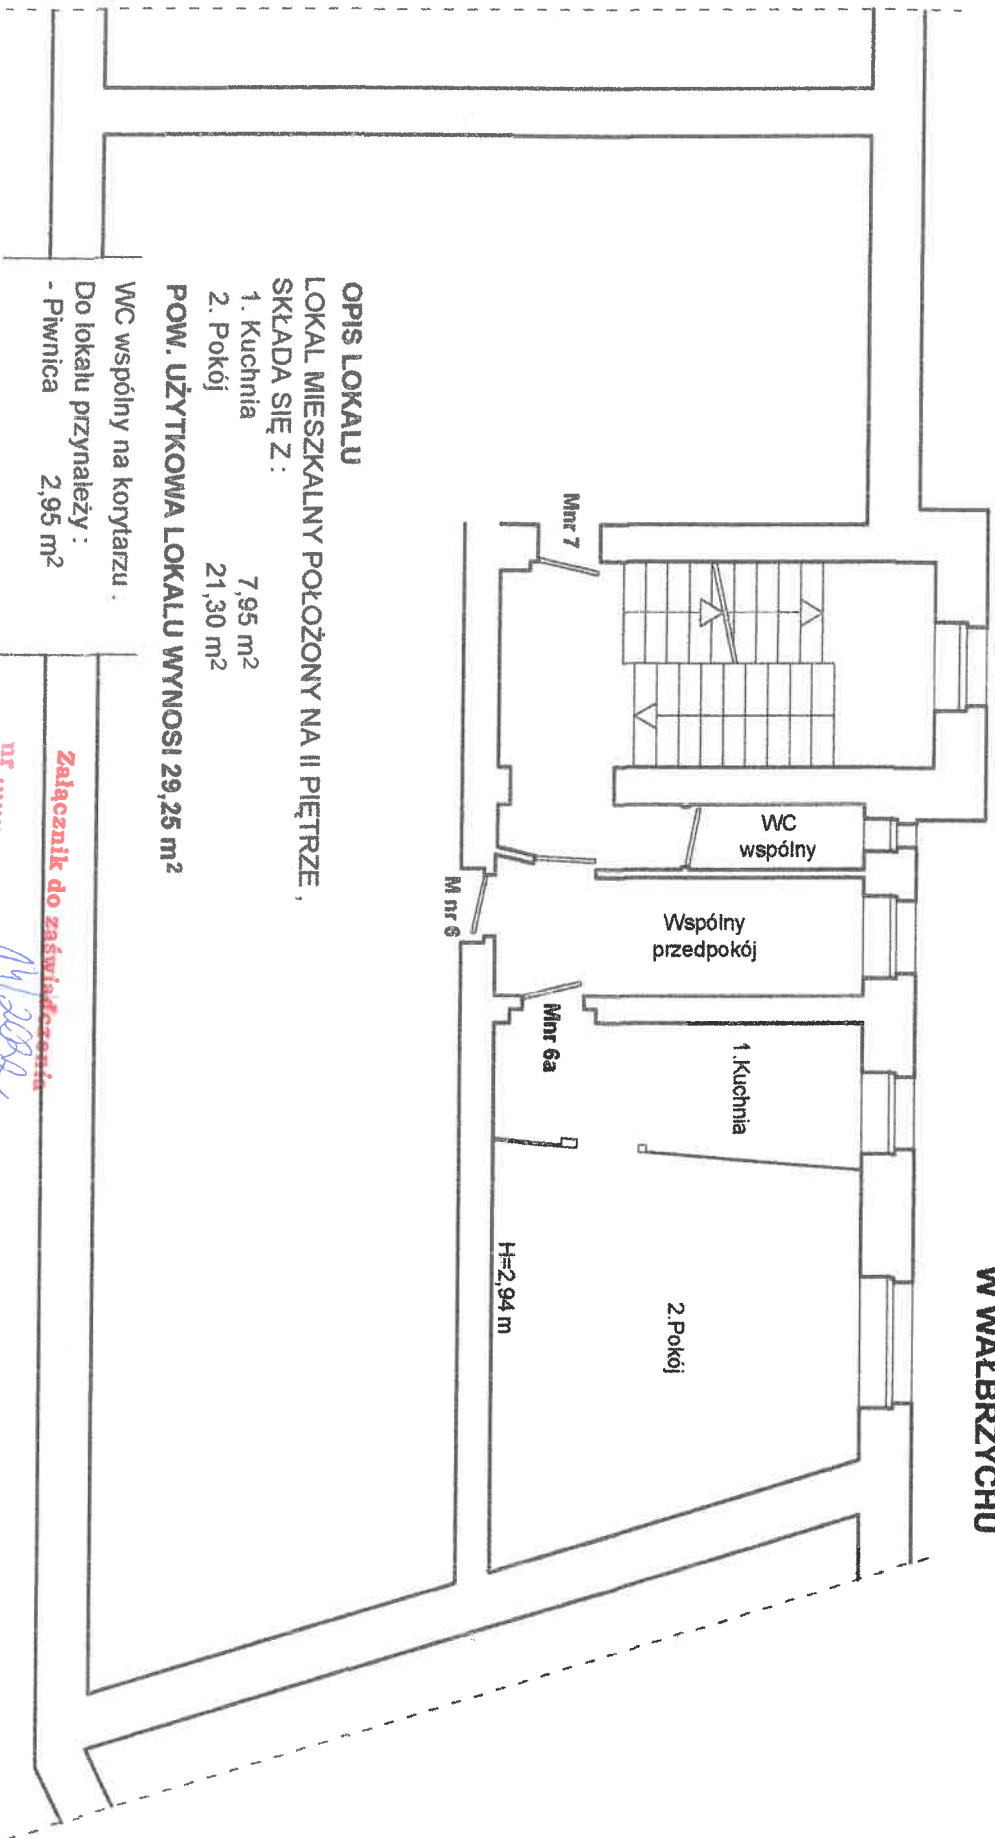 W WAŁBRZYCHU
WC
wspólny
Wspólny
przedpokój
1.Kuchnia
2.Pokój
H=2,94 m
Mnr 7
M nr 6
Mnr 6a
OPIS LOKALU
LOKAL MIESZKALNY POŁOŻONY NA II PIĘTRZE ,
SKŁADA SIĘ Z :
1. Kuchnia 7,95 m²
2. Pokój 21,30 m²
POW. UŻYTKOWA LOKALU WYNOSI 29,25 m²
WC wspólny na korytarzu .
Do lokalu przynależy :
- Piwnica 2,95 m²
Załącznik do zaświadczenia
nr